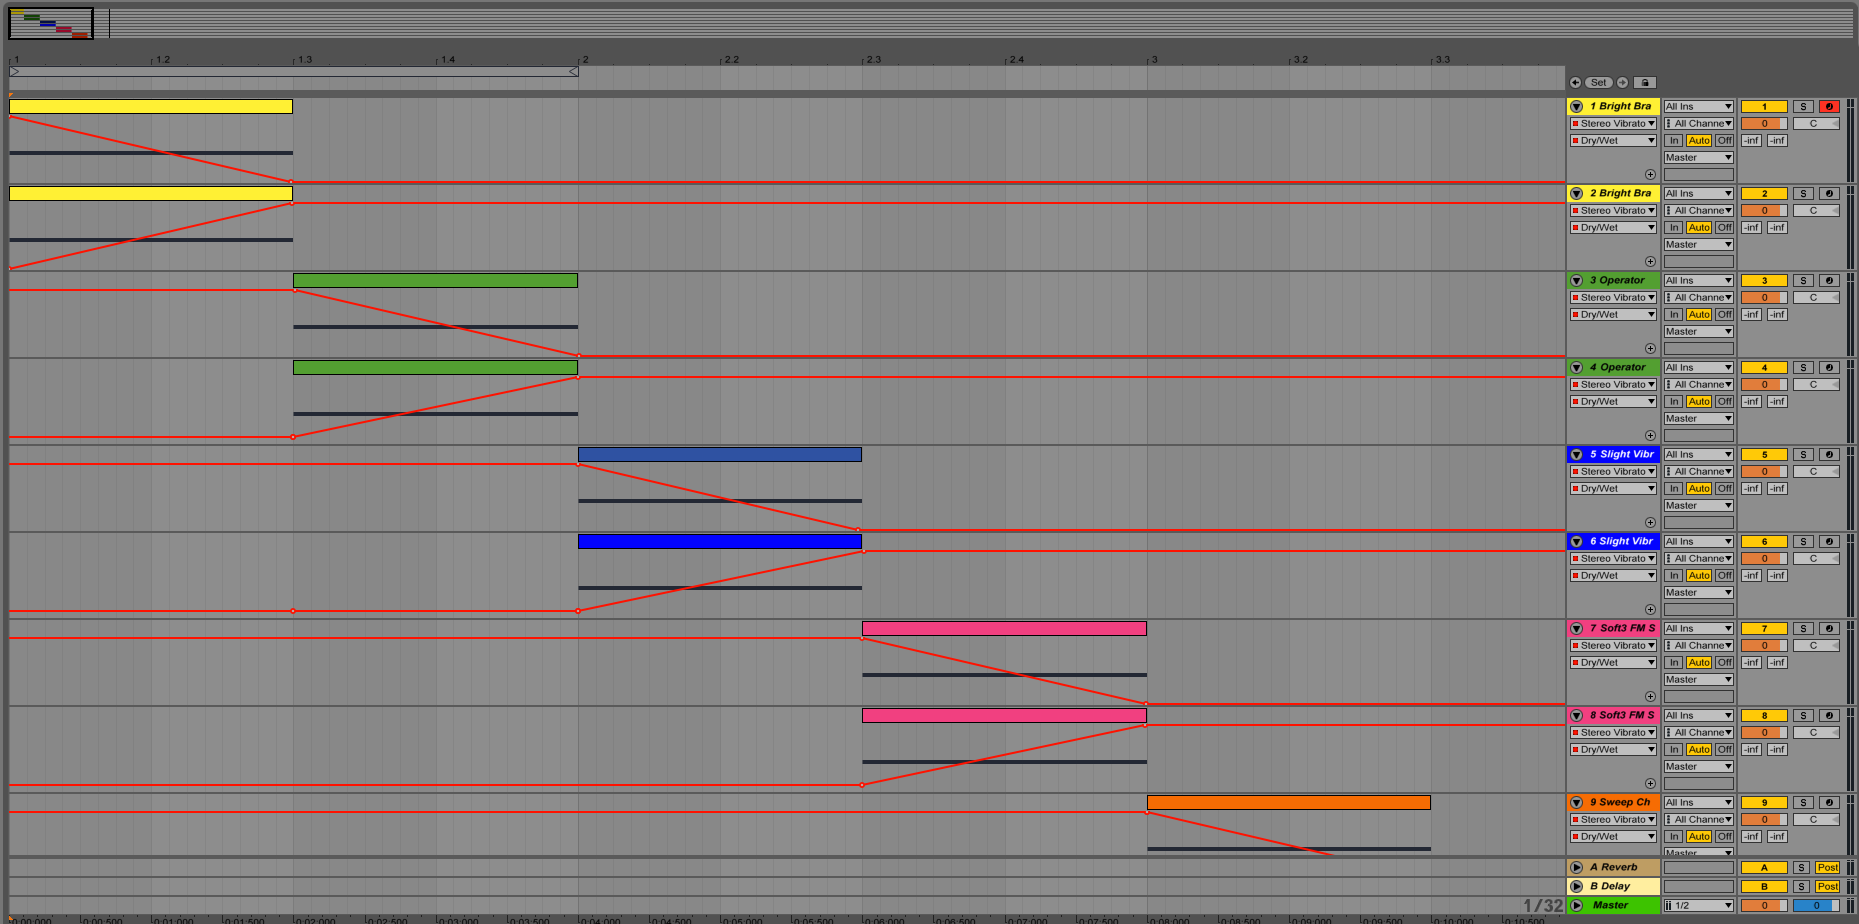 1 1.2 1.3 1.4 2 2.2 2.3 2.4 3 3.2 3.3
Set
1 Bright Bra All Ins 1 S
Stereo Vibrato All Channe 0 C
Dry/Wet In Auto Off -inf -inf
Master
2 Bright Bra All Ins 2 S
Stereo Vibrato All Channe 0 C
Dry/Wet In Auto Off -inf -inf
Master
3 Operator All Ins 3 S
Stereo Vibrato All Channe 0 C
Dry/Wet In Auto Off -inf -inf
Master
4 Operator All Ins 4 S
Stereo Vibrato All Channe 0 C
Dry/Wet In Auto Off -inf -inf
Master
5 Slight Vibr All Ins 5 S
Stereo Vibrato All Channe 0 C
Dry/Wet In Auto Off -inf -inf
Master
6 Slight Vibr All Ins 6 S
Stereo Vibrato All Channe 0 C
Dry/Wet In Auto Off -inf -inf
Master
7 Soft3 FM S All Ins 7 S
Stereo Vibrato All Channe 0 C
Dry/Wet In Auto Off -inf -inf
Master
8 Soft3 FM S All Ins 8 S
Stereo Vibrato All Channe 0 C
Dry/Wet In Auto Off -inf -inf
Master
9 Sweep Ch All Ins 9 S
Stereo Vibrato All Channe 0 C
Dry/Wet In Auto Off -inf -inf
Master
A Reverb A S Post
B Delay B S Post
1/32 Master 1/2 0 0
0:00:000 0:00:500 0:01:000 0:01:500 0:02:000 0:02:500 0:03:000 0:03:500 0:04:000 0:04:500 0:05:000 0:05:500 0:06:000 0:06:500 0:07:000 0:07:500 0:08:000 0:08:500 0:09:000 0:09:500 0:10:000 0:10:500